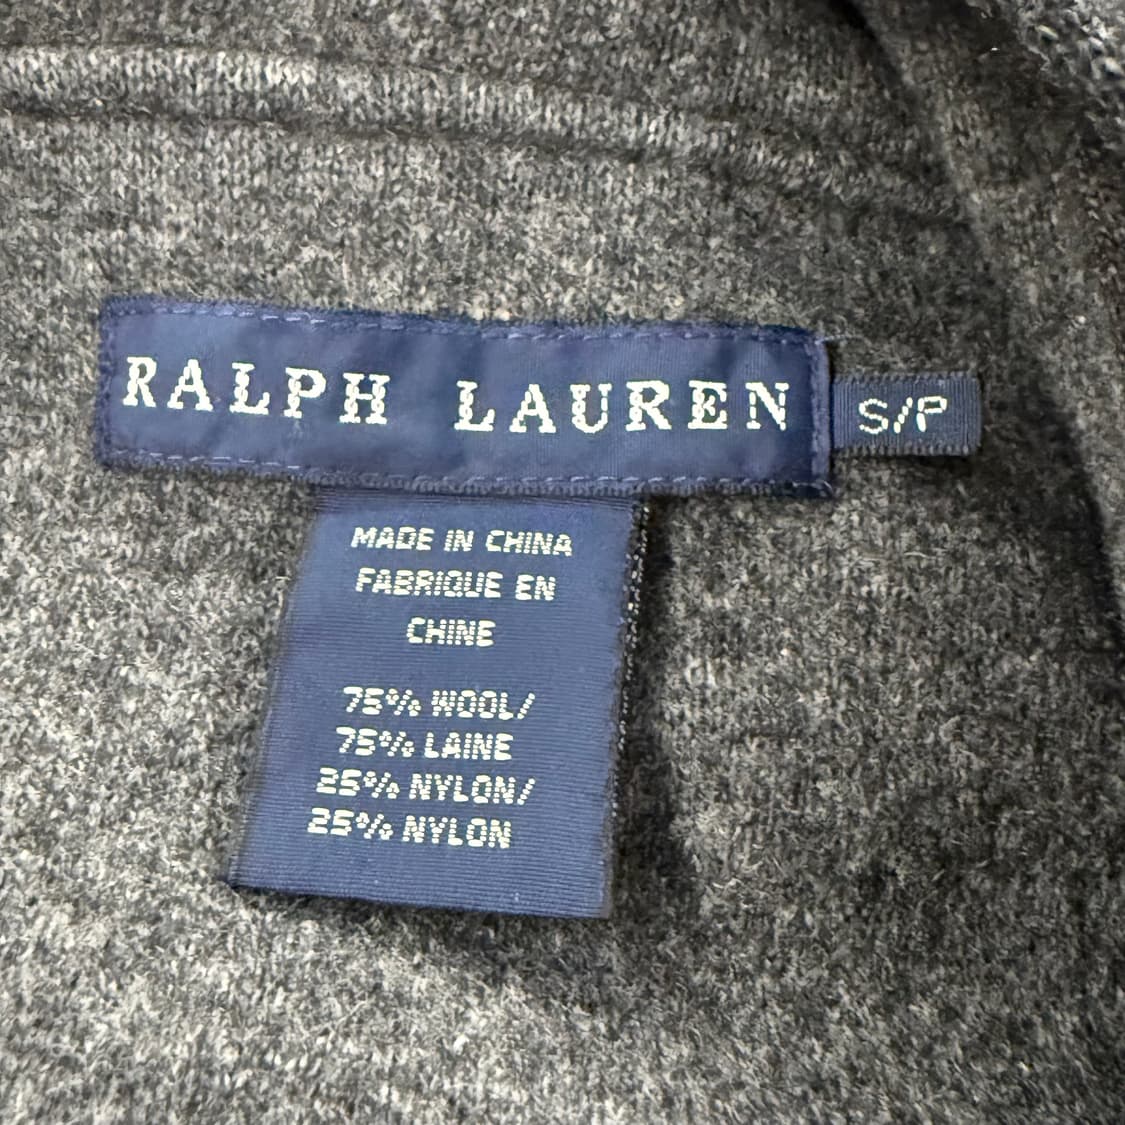 RALPH LAUREN
S/P
MADE IN CHINA
FABRIQUE EN
CHINE
75% WOOL/
75% LAINE
25% NYLON/
25% NYLON